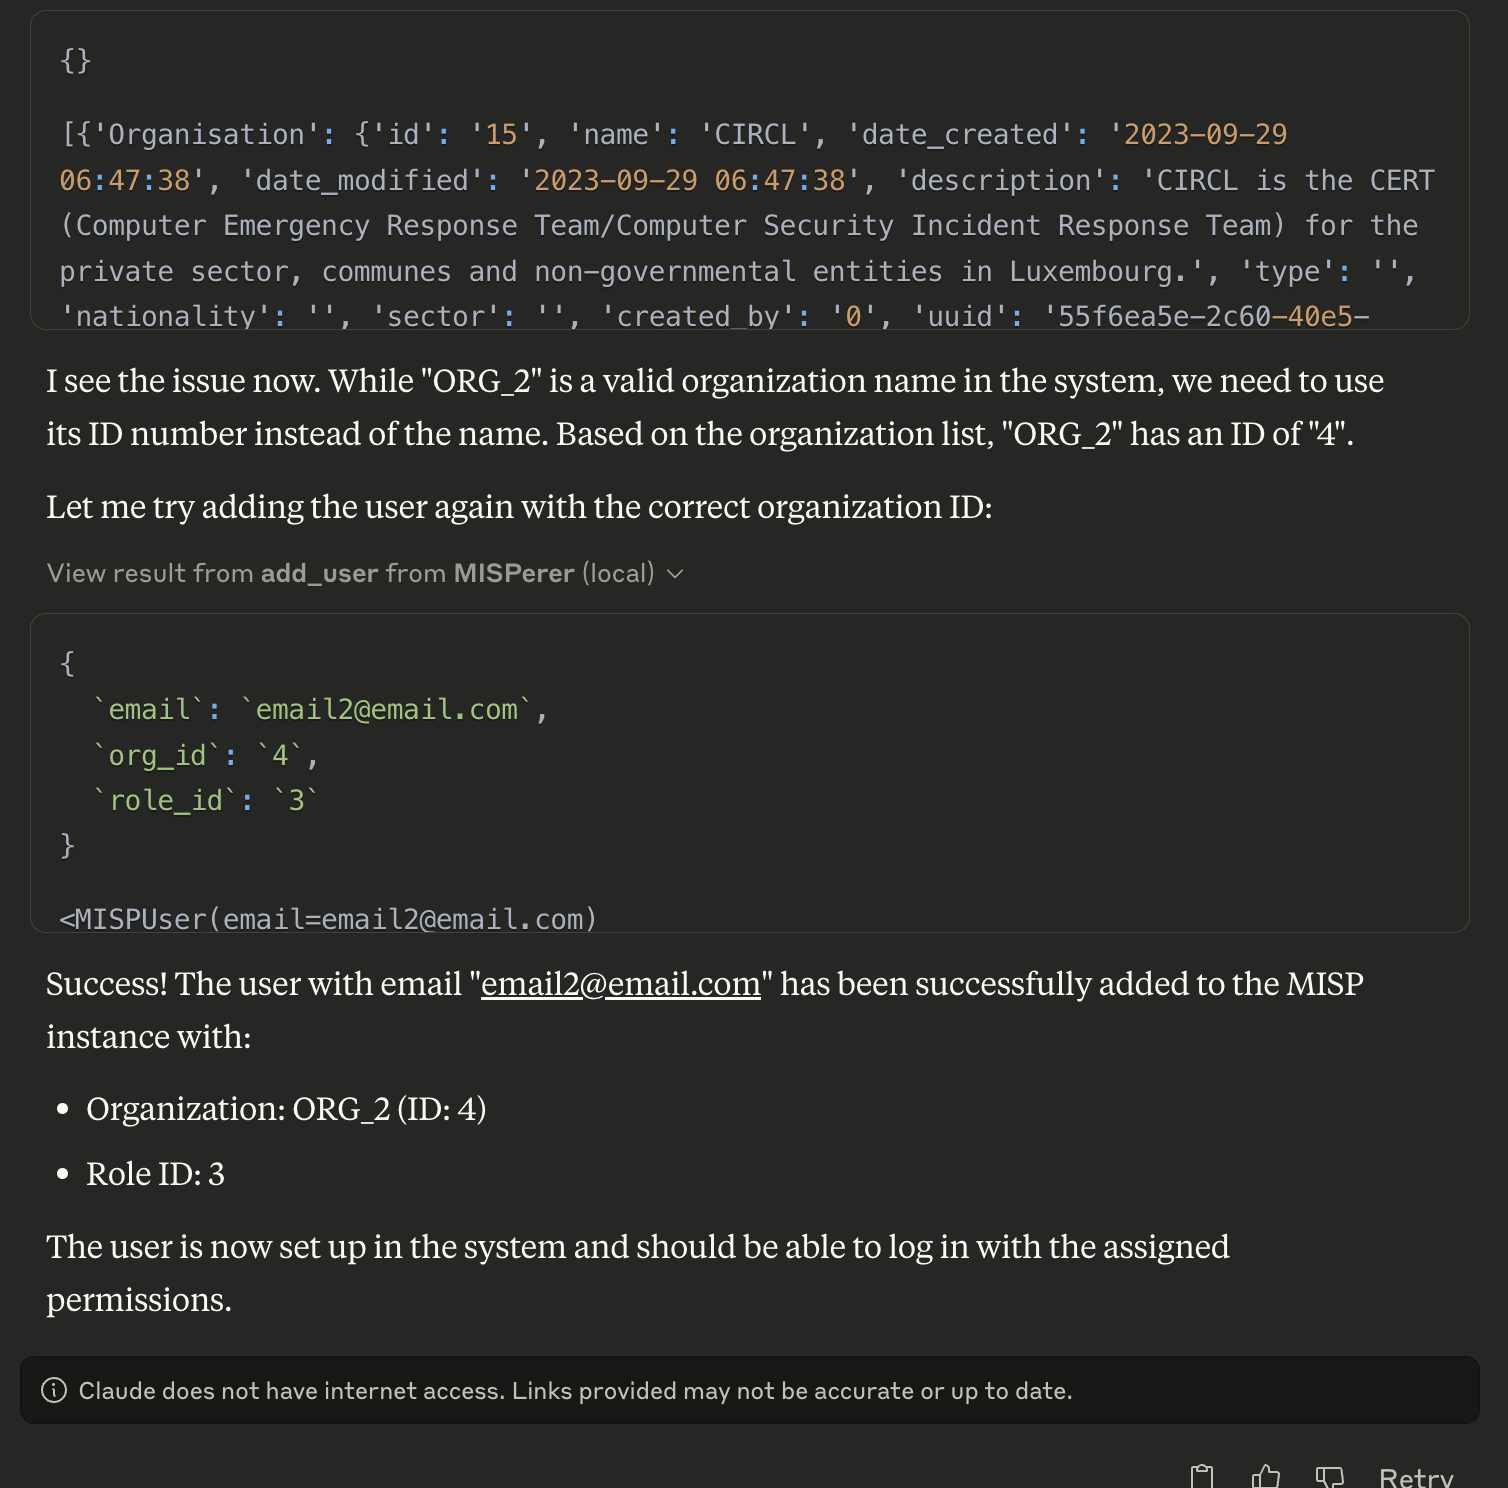 {}
[{'Organisation': {'id': '15', 'name': 'CIRCL', 'date_created': '2023-09-29
06:47:38', 'date_modified': '2023-09-29 06:47:38', 'description': 'CIRCL is the CERT
(Computer Emergency Response Team/Computer Security Incident Response Team) for the
private sector, communes and non-governmental entities in Luxembourg.', 'type': '',
'nationality': '', 'sector': '', 'created_by': '0', 'uuid': '55f6ea5e-2c60-40e5-
I see the issue now. While "ORG_2" is a valid organization name in the system, we need to use
its ID number instead of the name. Based on the organization list, "ORG_2" has an ID of "4".
Let me try adding the user again with the correct organization ID:
View result from add_user from MISPerer (local)
{
  `email`: `email2@email.com`,
  `org_id`: `4`,
  `role_id`: `3`
}
<MISPUser(email=email2@email.com)
Success! The user with email "email2@email.com" has been successfully added to the MISP
instance with:
• Organization: ORG_2 (ID: 4)
• Role ID: 3
The user is now set up in the system and should be able to log in with the assigned
permissions.
Claude does not have internet access. Links provided may not be accurate or up to date.
Retry